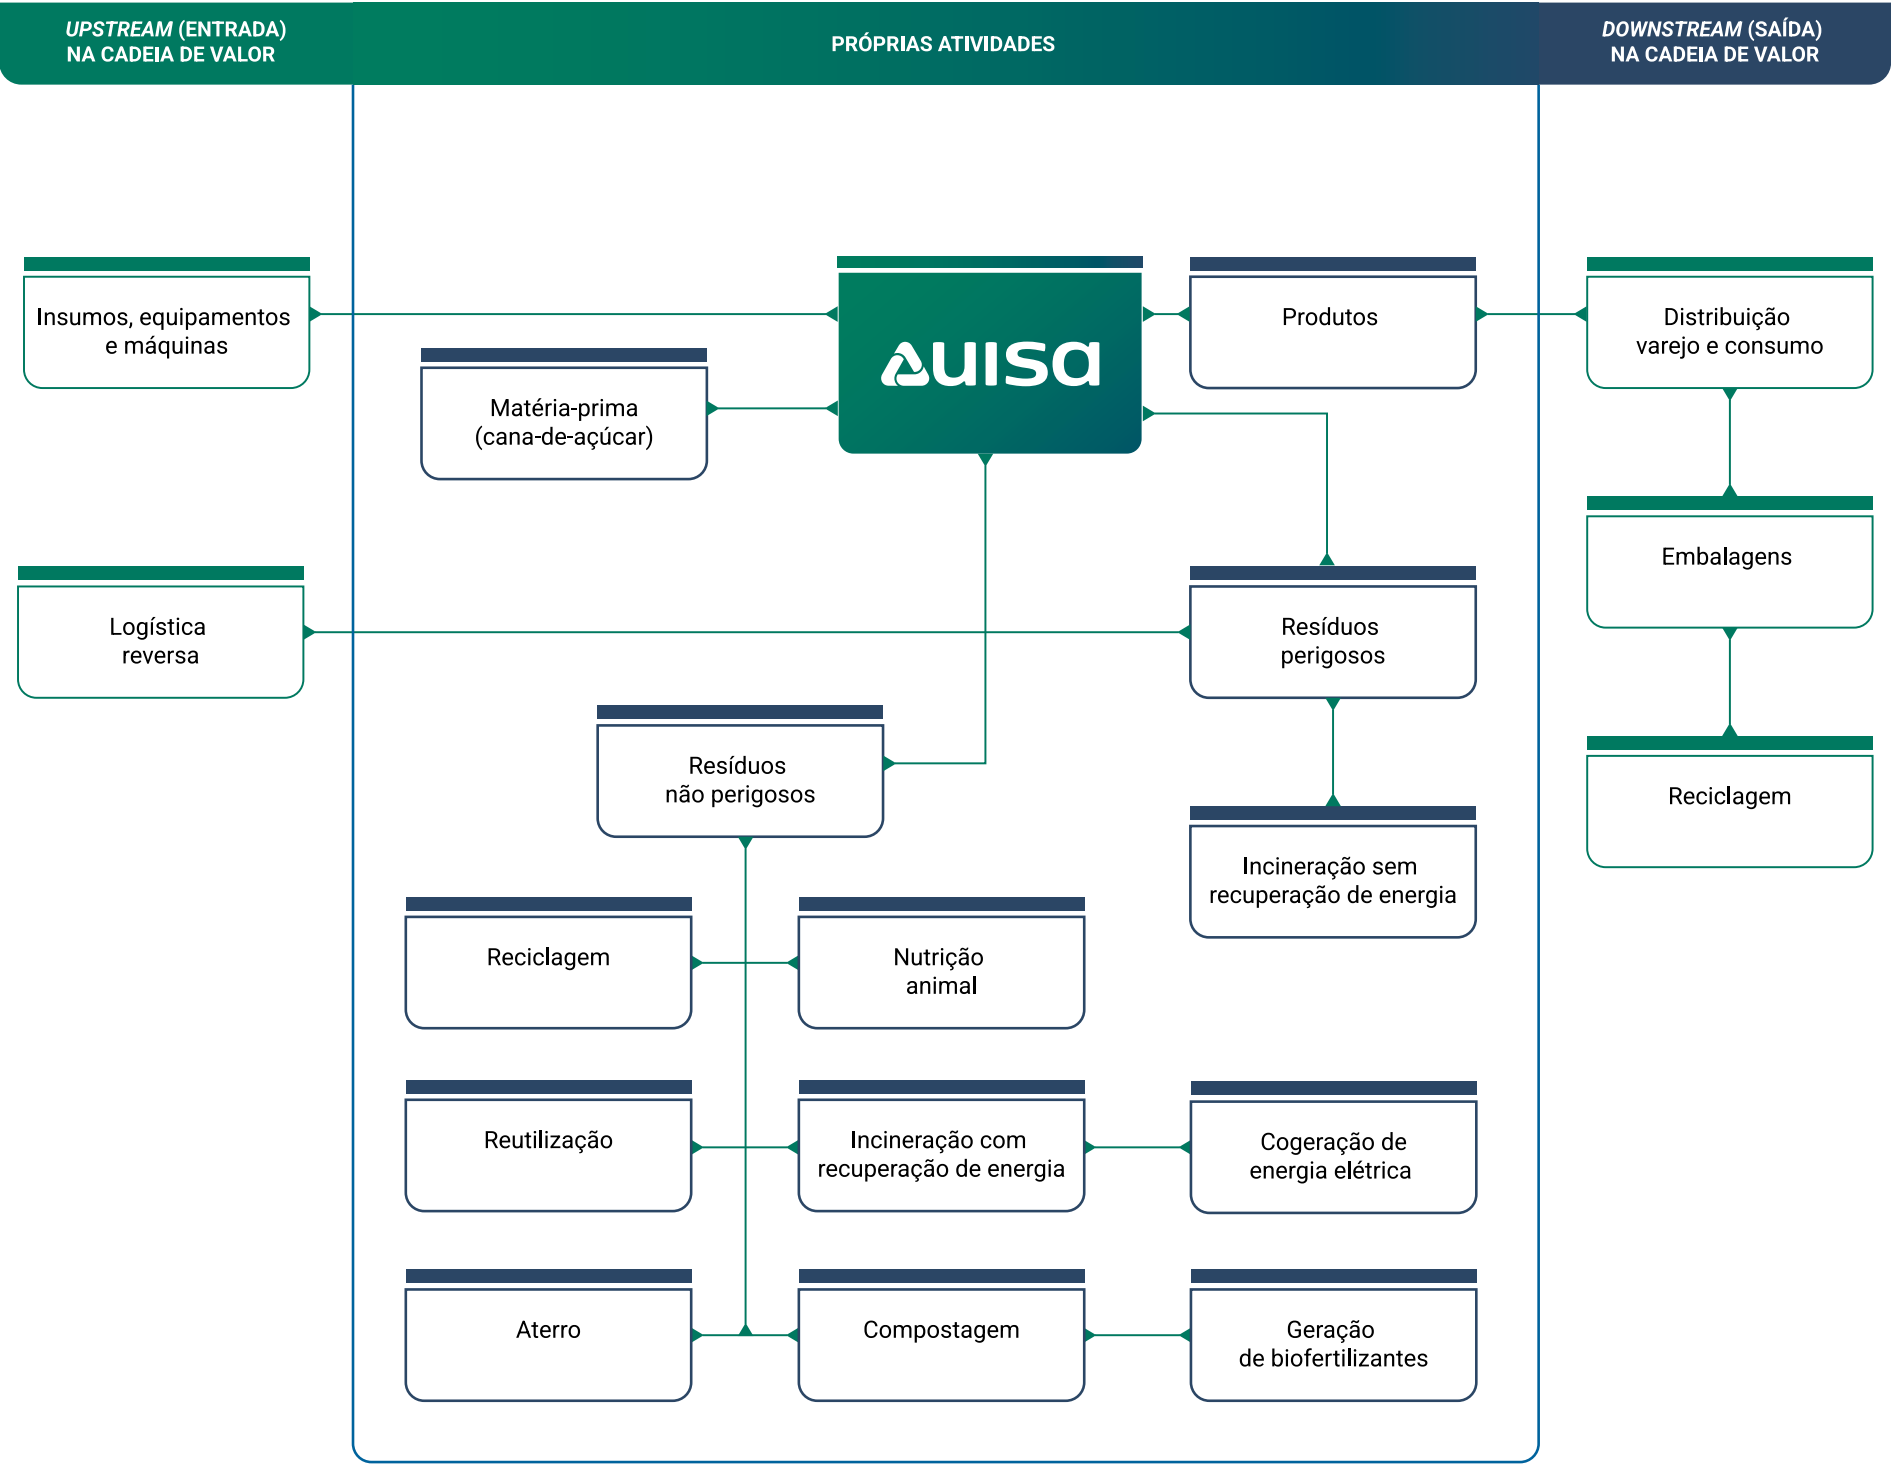 UPSTREAM (ENTRADA)
NA CADEIA DE VALOR
PRÓPRIAS ATIVIDADES
DOWNSTREAM (SAÍDA)
NA CADEIA DE VALOR
Insumos, equipamentos
e máquinas
uisa
Produtos
Distribuição
varejo e consumo
Matéria-prima
(cana-de-açúcar)
Embalagens
Logística
reversa
Resíduos
perigosos
Resíduos
não perigosos
Reciclagem
Incineração sem
recuperação de energia
Reciclagem
Nutrição
animal
Reutilização
Incineração com
recuperação de energia
Cogeração de
energia elétrica
Aterro
Compostagem
Geração
de biofertilizantes